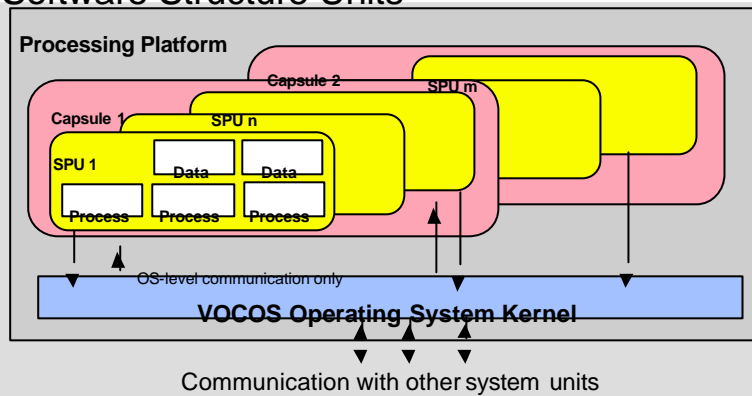 Software Structure Units
Processing Platform
Capsule 2
SPU m
Capsule 1
SPU n
SPU 1
Data
Data
Process
Process
Process
OS-level communication only
VOCOS Operating System Kernel
Communication with other system units